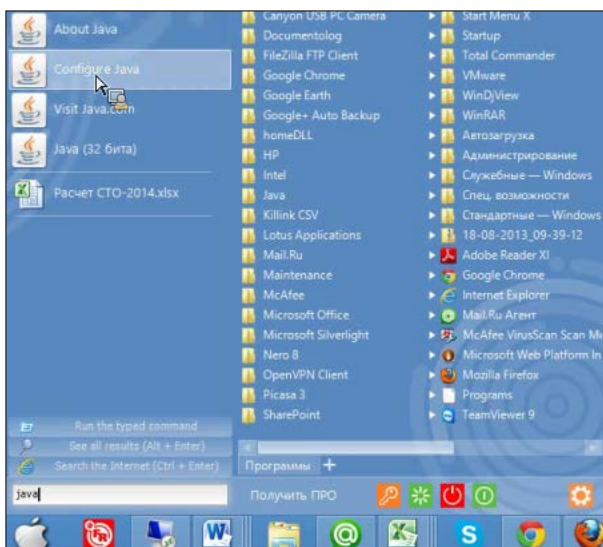 About Java
Configure Java
Visit Java.com
Java (32 бита)
Расчет СТО-2014.xlsx
Run the typed command
See all results (Alt + Enter)
Search the Internet (Ctrl + Enter)
java
Canyon USB PC Camera
Documentolog
FileZilla FTP Client
Google Chrome
Google Earth
Google+ Auto Backup
homeDLL
HP
Intel
Java
Killink CSV
Lotus Applications
Mail.Ru
Maintenance
McAfee
Microsoft Office
Microsoft Silverlight
Nero 8
OpenVPN Client
Picasa 3
SharePoint
Start Menu X
Startup
Total Commander
VMware
WinDjView
WinRAR
Автозагрузка
Администрирование
Служебные — Windows
Спец. возможности
Стандартные — Windows
18-08-2013_09-39-12
Adobe Reader XI
Google Chrome
Internet Explorer
Mail.Ru Агент
McAfee VirusScan Scan
Microsoft Web Platform In
Mozilla Firefox
Programs
TeamViewer 9
Программы +
Получить ПРО